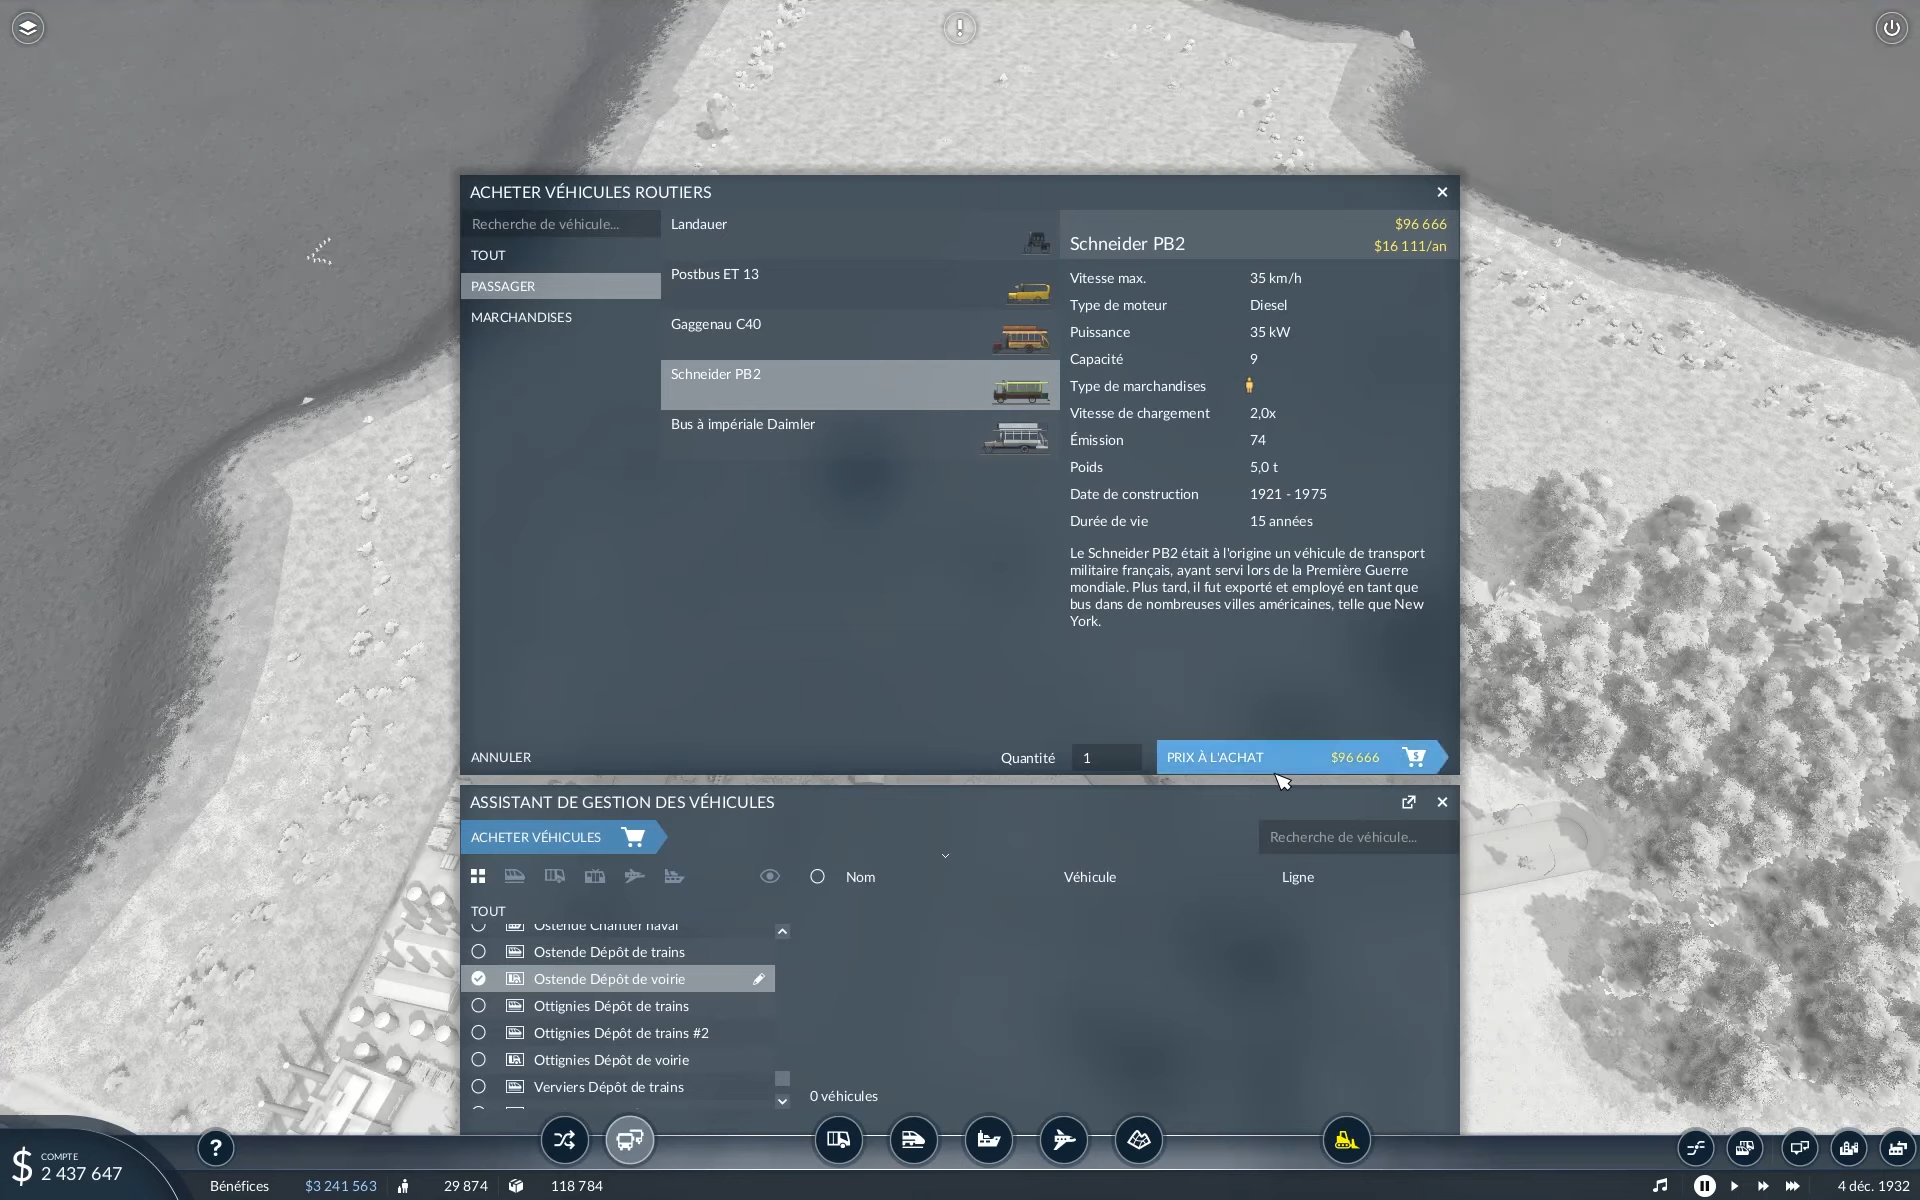 ACHETER VÉHICULES ROUTIERS
Recherche de véhicule...
TOUT
PASSAGER
MARCHANDISES
Landauer
Postbus ET 13
Gaggenau C40
Schneider PB2
Bus à impériale Daimler
$96 666
Schneider PB2
$16 111/an
Vitesse max. 35 km/h
Type de moteur Diesel
Puissance 35 kW
Capacité 9
Type de marchandises
Vitesse de chargement 2,0x
Émission 74
Poids 5,0 t
Date de construction 1921 - 1975
Durée de vie 15 années
Le Schneider PB2 était à l'origine un véhicule de transport
militaire français, ayant servi lors de la Première Guerre
mondiale. Plus tard, il fut exporté et employé en tant que
bus dans de nombreuses villes américaines, telle que New
York.
ANNULER
Quantité 1
PRIX À L'ACHAT $96 666
ASSISTANT DE GESTION DES VÉHICULES
ACHETER VÉHICULES
Recherche de véhicule...
Nom Véhicule Ligne
TOUT
Ostende Chantier naval
Ostende Dépôt de trains
Ostende Dépôt de voirie
Ottignies Dépôt de trains
Ottignies Dépôt de trains #2
Ottignies Dépôt de voirie
Verviers Dépôt de trains
0 véhicules
?
$ COMPTE
2 437 647
Bénéfices $3 241 563 29 874 118 784
4 déc. 1932